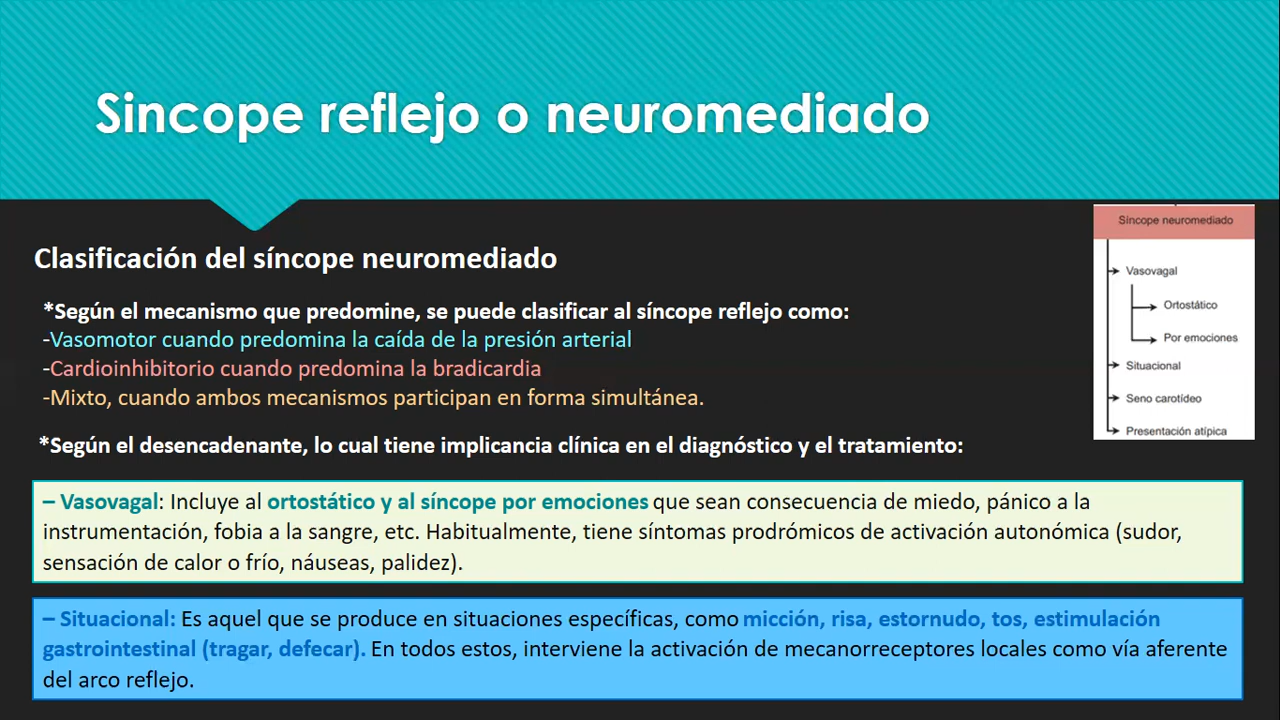 Sincope reflejo o neuromediado
Clasificación del síncope neuromediado
*Según el mecanismo que predomine, se puede clasificar al síncope reflejo como:
-Vasomotor cuando predomina la caída de la presión arterial
-Cardioinhibitorio cuando predomina la bradicardia
-Mixto, cuando ambos mecanismos participan en forma simultánea.
*Según el desencadenante, lo cual tiene implicancia clínica en el diagnóstico y el tratamiento:
– Vasovagal: Incluye al ortostático y al síncope por emociones que sean consecuencia de miedo, pánico a la
instrumentación, fobia a la sangre, etc. Habitualmente, tiene síntomas prodrómicos de activación autonómica (sudor,
sensación de calor o frío, náuseas, palidez).
– Situacional: Es aquel que se produce en situaciones específicas, como micción, risa, estornudo, tos, estimulación
gastrointestinal (tragar, defecar). En todos estos, interviene la activación de mecanorreceptores locales como vía aferente
del arco reflejo.
Síncope neuromediado
Vasovagal
Ortostático
Por emociones
Situacional
Seno carotídeo
Presentación atípica